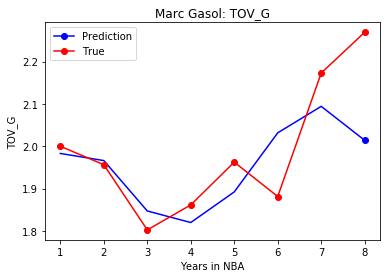 Marc Gasol: TOV_G
Prediction
True
TOV_G
2.2
2.1
2.0
1.9
1.8
1 2 3 4 5 6 7 8
Years in NBA